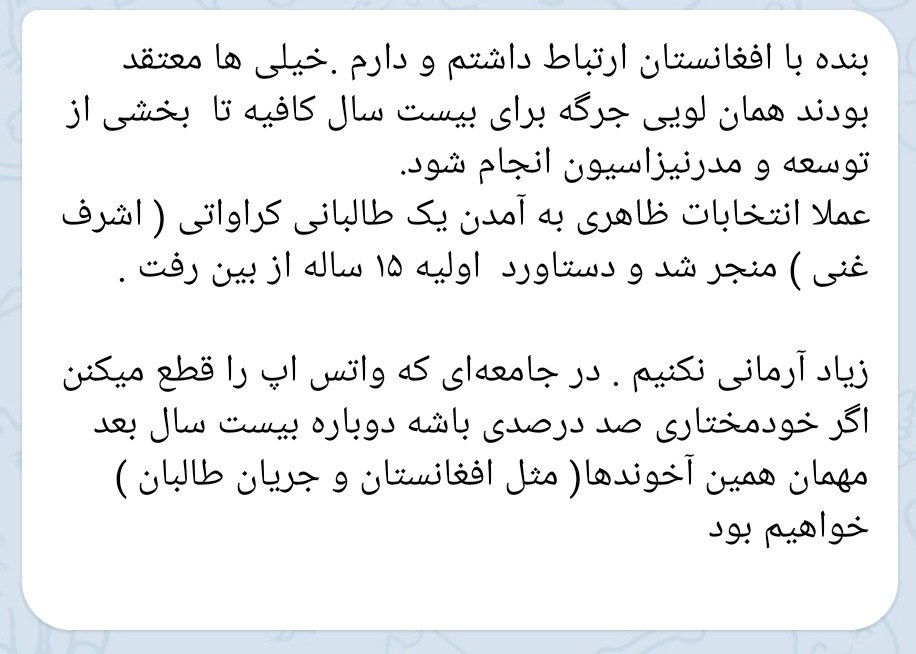 بنده با افغانستان ارتباط داشتم و دارم .خیلی ها معتقد
بودند همان لویی جرگه برای بیست سال کافیه تا بخشی از
توسعه و مدرنیزاسیون انجام شود.
عملا انتخابات ظاهری به آمدن یک طالبانی کراواتی ( اشرف
غنی ) منجر شد و دستاورد اولیه ۱۵ ساله از بین رفت .
زیاد آرمانی نکنیم . در جامعه‌ای که واتس اپ را قطع میکنن
اگر خودمختاری صد درصدی باشه دوباره بیست سال بعد
مهمان همین آخوندها( مثل افغانستان و جریان طالبان )
خواهیم بود